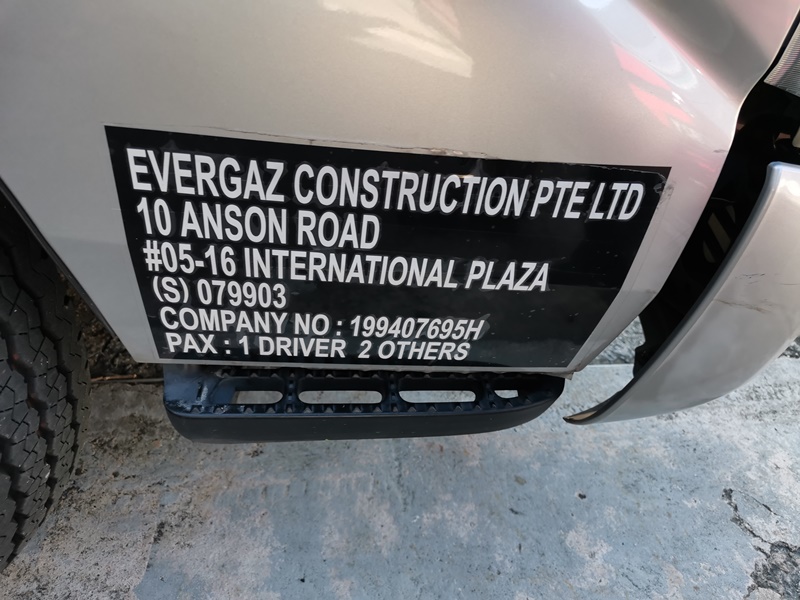 EVERGAZ CONSTRUCTION PTE LTD
10 ANSON ROAD
#05-16 INTERNATIONAL PLAZA
(S) 079903
COMPANY NO : 199407695H
PAX : 1 DRIVER 2 OTHERS